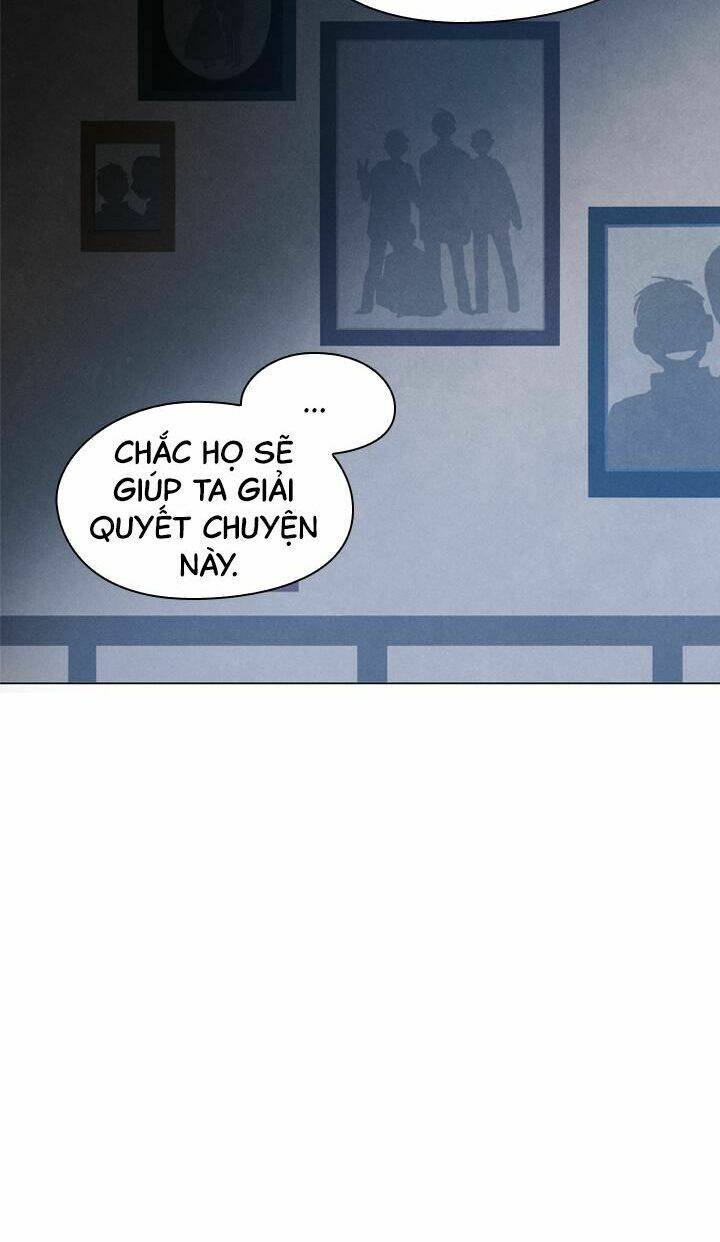 ...
CHẮC HỌ SẼ
GIÚP TA GIẢI
QUYẾT CHUYỆN
NÀY.